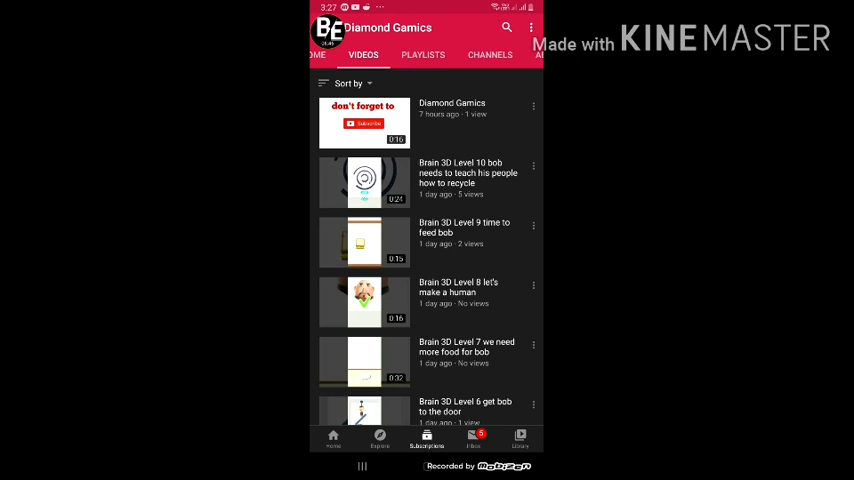 3:27
BE
Diamond Gamics
Made with KINEMASTER
OME VIDEOS PLAYLISTS CHANNELS
Sort by
don't forget to
Subscribe
0:16
Diamond Gamics
7 hours ago · 1 view
0:24
Brain 3D Level 10 bob
needs to teach his people
how to recycle
1 day ago · 5 views
0:15
Brain 3D Level 9 time to
feed bob
1 day ago · 2 views
0:16
Brain 3D Level 8 let's
make a human
1 day ago · No views
0:32
Brain 3D Level 7 we need
more food for bob
1 day ago · No views
Brain 3D Level 6 get bob
to the door
1 day ago · 1 view
5
Home Explore Subscriptions Inbox Library
Recorded by Mobizen